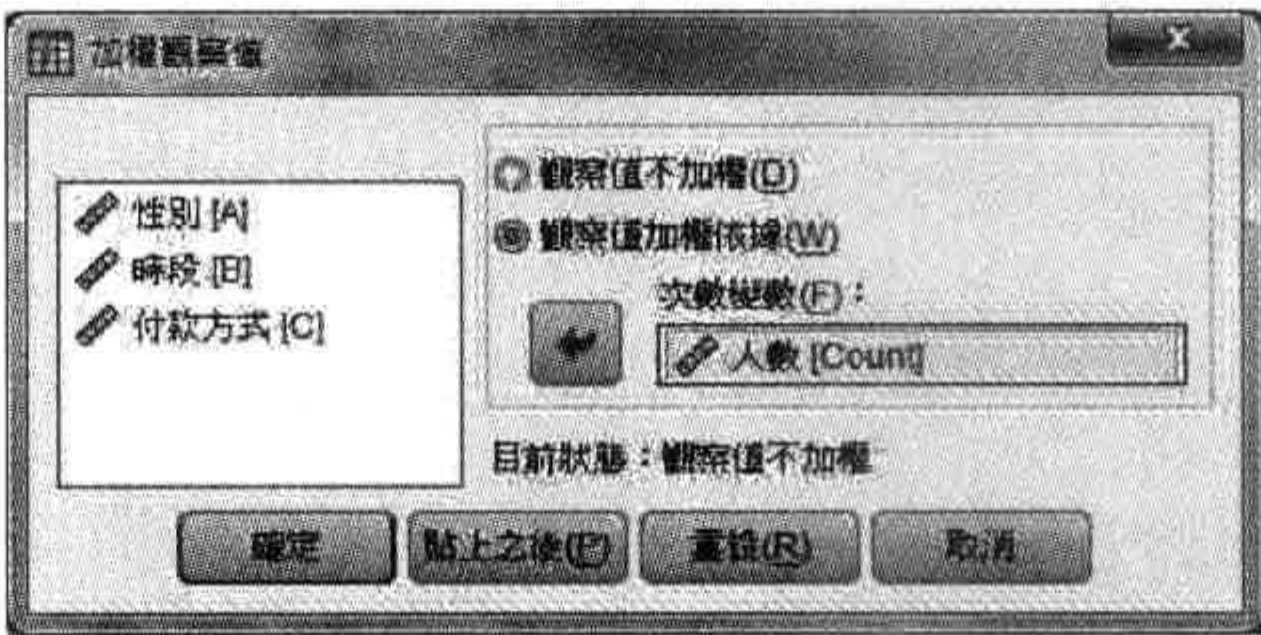 加權觀察值
性別 [A]
時段 [B]
付款方式 [C]
觀察值不加權(D)
觀察值加權依據(W)
次數變數(F)：
人數 [Count]
目前狀態：觀察值不加權
確定
貼上之後(P)
重設(R)
取消